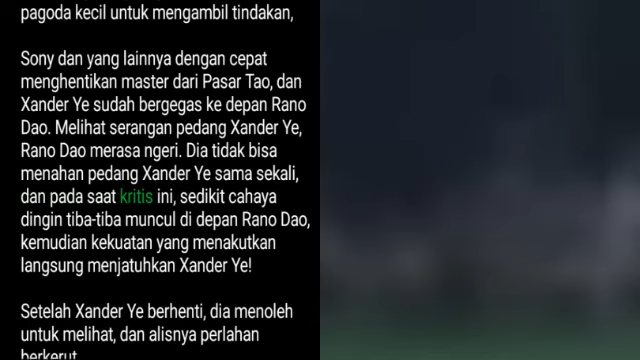 pagoda kecil untuk mengambil tindakan,
Sony dan yang lainnya dengan cepat
menghentikan master dari Pasar Tao, dan
Xander Ye sudah bergegas ke depan Rano
Dao. Melihat serangan pedang Xander Ye,
Rano Dao merasa ngeri. Dia tidak bisa
menahan pedang Xander Ye sama sekali,
dan pada saat kritis ini, sedikit cahaya
dingin tiba-tiba muncul di depan Rano Dao,
kemudian kekuatan yang menakutkan
langsung menjatuhkan Xander Ye!
Setelah Xander Ye berhenti, dia menoleh
untuk melihat, dan alisnya perlahan
berkerut